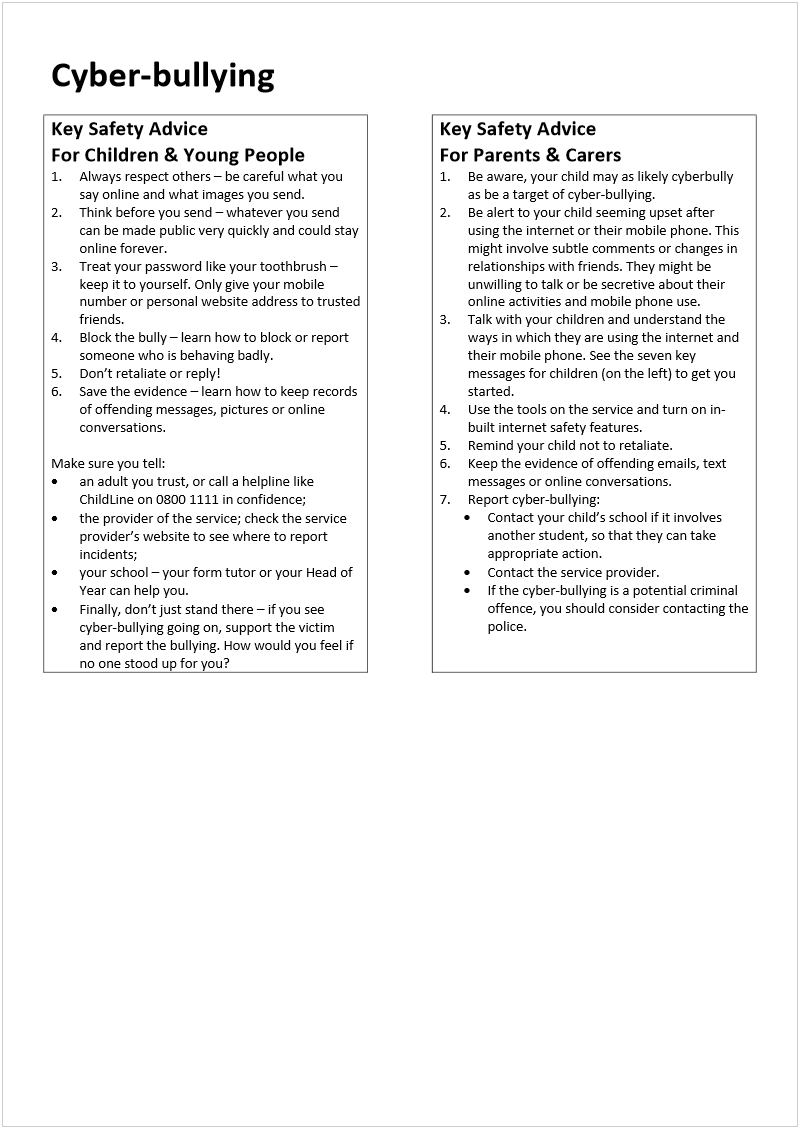 Cyber-bullying
Key Safety Advice
For Children & Young People
1. Always respect others – be careful what you
say online and what images you send.
2. Think before you send – whatever you send
can be made public very quickly and could stay
online forever.
3. Treat your password like your toothbrush –
keep it to yourself. Only give your mobile
number or personal website address to trusted
friends.
4. Block the bully – learn how to block or report
someone who is behaving badly.
5. Don’t retaliate or reply!
6. Save the evidence – learn how to keep records
of offending messages, pictures or online
conversations.
Make sure you tell:
• an adult you trust, or call a helpline like
ChildLine on 0800 1111 in confidence;
• the provider of the service; check the service
provider’s website to see where to report
incidents;
• your school – your form tutor or your Head of
Year can help you.
• Finally, don’t just stand there – if you see
cyber-bullying going on, support the victim
and report the bullying. How would you feel if
no one stood up for you?
Key Safety Advice
For Parents & Carers
1. Be aware, your child may as likely cyberbully
as be a target of cyber-bullying.
2. Be alert to your child seeming upset after
using the internet or their mobile phone. This
might involve subtle comments or changes in
relationships with friends. They might be
unwilling to talk or be secretive about their
online activities and mobile phone use.
3. Talk with your children and understand the
ways in which they are using the internet and
their mobile phone. See the seven key
messages for children (on the left) to get you
started.
4. Use the tools on the service and turn on in-
built internet safety features.
5. Remind your child not to retaliate.
6. Keep the evidence of offending emails, text
messages or online conversations.
7. Report cyber-bullying:
• Contact your child’s school if it involves
another student, so that they can take
appropriate action.
• Contact the service provider.
• If the cyber-bullying is a potential criminal
offence, you should consider contacting the
police.